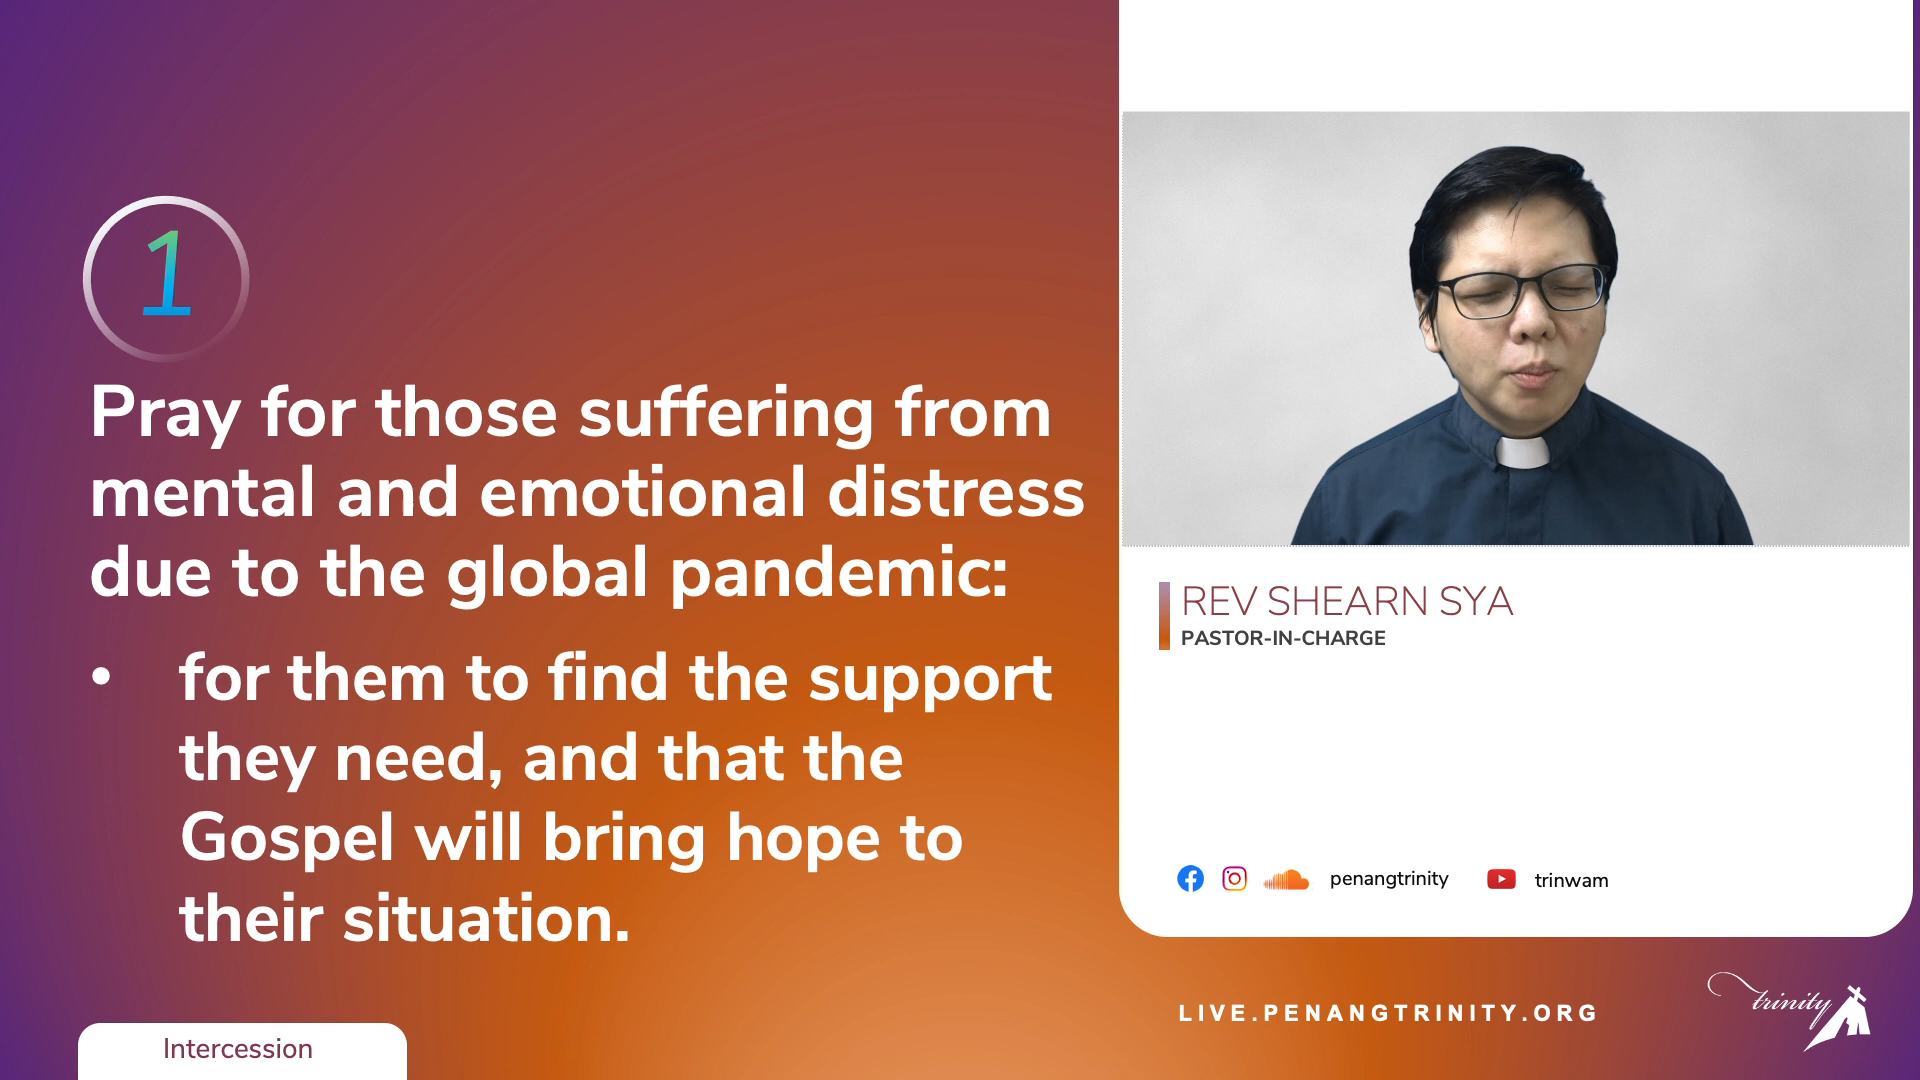 1
Pray for those suffering from
mental and emotional distress
due to the global pandemic:
• for them to find the support
they need, and that the
Gospel will bring hope to
their situation.
Intercession
REV SHEARN SYA
PASTOR-IN-CHARGE
penangtrinity
trinwam
LIVE.PENANGTRINITY.ORG
trinity